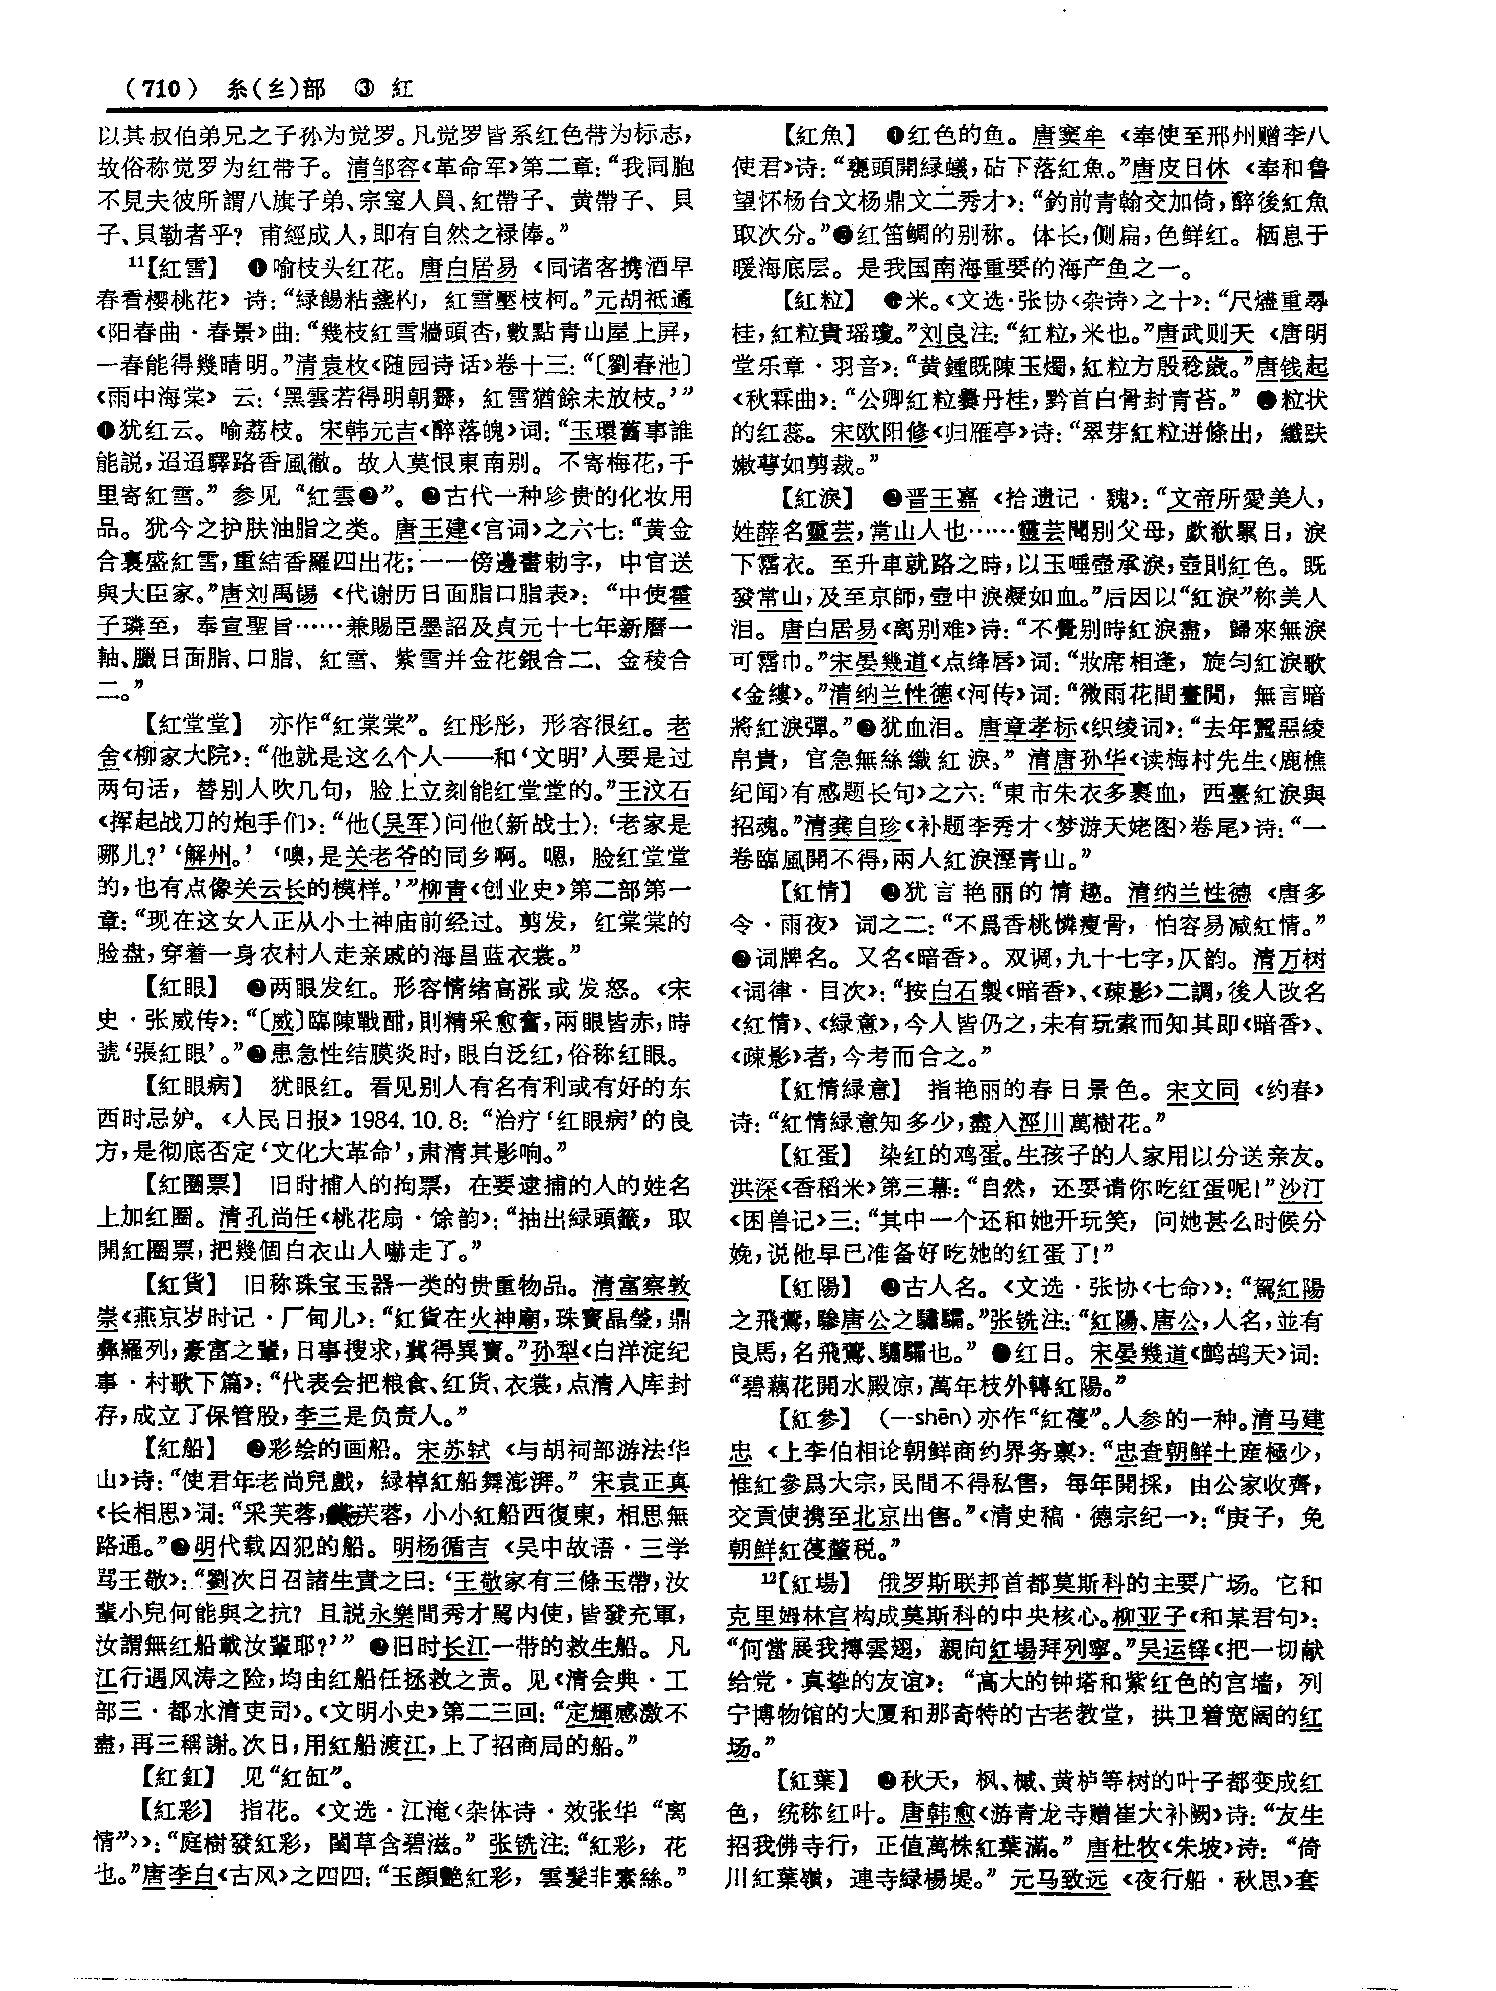 （710） 糸(纟)部 ③ 紅
以其叔伯弟兄之子孙为觉罗。凡觉罗皆系红色带为标志，
故俗称觉罗为红带子。清邹容《革命军》第二章：“我同胞
不見夫彼所謂八旗子弟、宗室人員、紅帶子、黄帶子、貝
子、貝勒者乎？甫經成人，即有自然之禄俸。”
11【紅雪】 ❶喻枝头红花。唐白居易《同诸客携酒早
春看樱桃花》诗：“緑餳粘盞杓，紅雪壓枝柯。”元胡祗遹
《阳春曲·春景》曲：“幾枝紅雪牆頭杏，數點青山屋上屏，
一春能得幾晴明。”清袁枚《随园诗话》卷十三：“〔劉春池〕
《雨中海棠》云：‘黑雲若得明朝霽，紅雪猶餘未放枝。’”
❶犹红云。喻荔枝。宋韩元吉《醉落魄》词：“玉環舊事誰
能説，迢迢驛路香風徹。故人莫恨東南别。不寄梅花，千
里寄紅雪。”参见“紅雲❷”。❷古代一种珍贵的化妆用
品。犹今之护肤油脂之类。唐王建《宫词》之六七：“黄金
合裏盛紅雪，重結香羅四出花；一一傍邊書勅字，中官送
與大臣家。”唐刘禹锡《代谢历日面脂口脂表》：“中使霍
子璘至，奉宣聖旨……兼賜臣墨詔及貞元十七年新曆一
軸、臘日面脂、口脂、紅雪、紫雪并金花銀合二、金稜合
二。”
【紅堂堂】 亦作“紅棠棠”。红彤彤，形容很红。老
舍《柳家大院》：“他就是这么个人——和‘文明’人要是过
两句话，替别人吹几句，脸上立刻能红堂堂的。”王汶石
《挥起战刀的炮手们》：“他（吴军）问他（新战士）：‘老家是
哪儿？’‘解州。’‘噢，是关老爷的同乡啊。嗯，脸红堂堂
的，也有点像关云长的模样。’”柳青《创业史》第二部第一
章：“现在这女人正从小土神庙前经过。剪发，红棠棠的
脸盘，穿着一身农村人走亲戚的海昌蓝衣裳。”
【紅眼】 ❷两眼发红。形容情绪高涨或发怒。《宋
史·张威传》：“〔威〕臨陳戰酣，則精采愈奮，兩眼皆赤，時
號‘張紅眼’。”❷患急性结膜炎时，眼白泛红，俗称红眼。
【紅眼病】 犹眼红。看见别人有名有利或有好的东
西时忌妒。《人民日报》1984.10.8：“治疗‘红眼病’的良
方，是彻底否定‘文化大革命’，肃清其影响。”
【紅圈票】 旧时捕人的拘票，在要逮捕的人的姓名
上加红圈。清孔尚任《桃花扇·馀韵》：“抽出緑頭籤，取
開紅圈票，把幾個白衣山人嚇走了。”
【紅貨】 旧称珠宝玉器一类的贵重物品。清富察敦
崇《燕京岁时记·厂甸儿》：“紅貨在火神廟，珠寶晶瑩，鼎
彝羅列，豪富之輩，日事搜求，冀得異寶。”孙犁《白洋淀纪
事·村歌下篇》：“代表会把粮食、红货、衣裳，点清入库封
存，成立了保管股，李三是负责人。”
【紅船】 ❷彩绘的画船。宋苏轼《与胡祠部游法华
山》诗：“使君年老尚兒戲，緑棹紅船舞澎湃。”宋袁正真
《长相思》词：“采芙蓉，芙蓉，小小紅船西復東，相思無
路通。”❷明代载囚犯的船。明杨循吉《吴中故语·三学
骂王敬》：“劉次日召諸生責之曰：‘王敬家有三條玉帶，汝
輩小兒何能與之抗？且説永樂間秀才駡内使，皆發充軍，
汝謂無红船載汝輩耶？’”❷旧时长江一带的救生船。凡
江行遇风涛之险，均由红船任拯救之责。见《清会典·工
部三·都水清吏司》。《文明小史》第二三回：“定輝感激不
盡，再三稱謝。次日，用紅船渡江，上了招商局的船。”
【紅釭】 见“紅缸”。
【紅彩】 指花。《文选·江淹〈杂体诗·效张华“离
情”〉》：“庭樹發紅彩，閨草含碧滋。”张铣注：“紅彩，花
也。”唐李白《古风》之四四：“玉顔艷紅彩，雲髮非素絲。”
【紅魚】 ❶红色的鱼。唐窦牟《奉使至邢州赠李八
使君》诗：“甕頭開緑蟻，砧下落紅魚。”唐皮日休《奉和鲁
望怀杨台文杨鼎文二秀才》：“釣前青翰交加倚，醉後紅魚
取次分。”❷红笛鲷的别称。体长，侧扁，色鲜红。栖息于
暖海底层。是我国南海重要的海产鱼之一。
【紅粒】 ❶米。《文选·张协〈杂诗〉之十》：“尺燼重尋
桂，紅粒貴瑶瓊。”刘良注：“紅粒，米也。”唐武则天《唐明
堂乐章·羽音》：“黄鍾既陳玉燭，紅粒方殷稔歲。”唐钱起
《秋霖曲》：“公卿紅粒爨丹桂，黔首白骨封青苔。”❷粒状
的红蕊。宋欧阳修《归雁亭》诗：“翠芽紅粒迸條出，纖趺
嫩萼如剪裁。”
【紅淚】 ❷晋王嘉《拾遗记·魏》：“文帝所愛美人，
姓薛名靈芸，常山人也……靈芸聞别父母，歔欷累日，淚
下霑衣。至升車就路之時，以玉唾壺承淚，壺則紅色。既
發常山，及至京師，壺中淚凝如血。”后因以“紅淚”称美人
泪。唐白居易《离别难》诗：“不覺别時紅淚盡，歸來無淚
可霑巾。”宋晏幾道《点绛唇》词：“妝席相逢，旋匀紅淚歌
《金缕》。”清纳兰性德《河传》词：“微雨花間晝閒，無言暗
將紅淚彈。”❷犹血泪。唐章孝标《织绫词》：“去年蠶惡绫
帛貴，官急無絲織紅淚。”清唐孙华《读梅村先生〈鹿樵
纪闻〉有感题长句》之六：“東市朱衣多裹血，西臺紅淚與
招魂。”清龚自珍《补题李秀才〈梦游天姥图〉卷尾》诗：“一
卷臨風開不得，兩人紅淚溼青山。”
【紅情】 ❷犹言艳丽的情趣。清纳兰性德《唐多
令·雨夜》词之二：“不爲香桃憐瘦骨，怕容易减紅情。”
❷词牌名。又名《暗香》。双调，九十七字，仄韵。清万树
《词律·目次》：“按白石製《暗香》、《疎影》二調，後人改名
《紅情》、《緑意》，今人皆仍之，未有玩索而知其即《暗香》、
《疎影》者，今考而合之。”
【紅情緑意】 指艳丽的春日景色。宋文同《约春》
诗：“紅情緑意知多少，盡入涇川萬樹花。”
【紅蛋】 染红的鸡蛋。生孩子的人家用以分送亲友。
洪深《香稻米》第三幕：“自然，还要请你吃红蛋呢！”沙汀
《困兽记》三：“其中一个还和她开玩笑，问她甚么时候分
娩，说他早已准备好吃她的红蛋了！”
【紅陽】 ❷古人名。《文选·张协〈七命〉》：“駕紅陽
之飛鷰，驂唐公之驌驦。”张铣注：“紅陽、唐公，人名，並有
良馬，名飛鷰、驌驦也。”❷红日。宋晏幾道《鹧鸪天》词：
“碧藕花開水殿凉，萬年枝外轉紅陽。”
【紅參】 （—shēn）亦作“紅葠”。人参的一种。清马建
忠《上李伯相论朝鲜商约界务禀》：“忠查朝鮮土産極少，
惟紅參爲大宗，民間不得私售，每年開採，由公家收齊，
交貢使携至北京出售。”《清史稿·德宗纪一》：“庚子，免
朝鮮紅葠釐税。”
12【紅場】 俄罗斯联邦首都莫斯科的主要广场。它和
克里姆林宫构成莫斯科的中央核心。柳亚子《和某君句》：
“何當展我摶雲翅，親向紅場拜列寧。”吴运铎《把一切献
给党·真挚的友谊》：“高大的钟塔和紫红色的宫墙，列
宁博物馆的大厦和那奇特的古老教堂，拱卫着宽阔的红
场。”
【紅葉】 ❷秋天，枫、槭、黄栌等树的叶子都变成红
色，统称红叶。唐韩愈《游青龙寺赠崔大补阙》诗：“友生
招我佛寺行，正值萬株紅葉滿。”唐杜牧《朱坡》诗：“倚
川紅葉嶺，連寺緑楊堤。”元马致远《夜行船·秋思》套